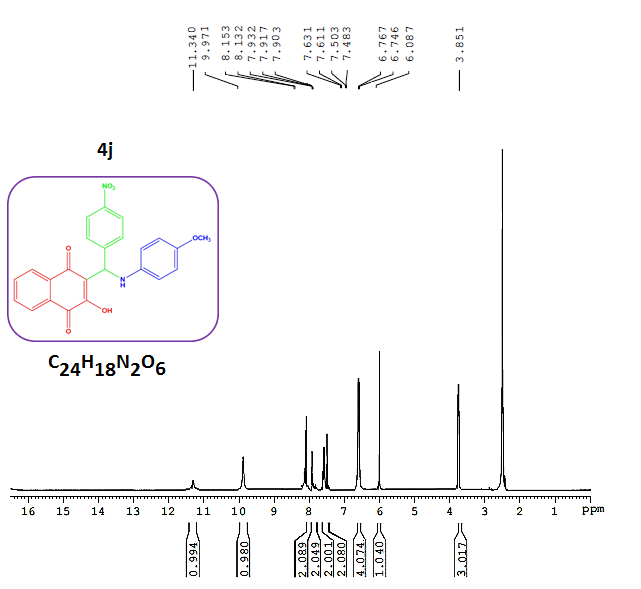 11.340
9.971
8.153
8.132
7.932
7.917
7.903
7.631
7.611
7.503
7.483
6.767
6.746
6.087
3.851
4j
NO2
O
OCH3
N
H
OH
O
C24H18N2O6
16 15 14 13 12 11 10 9 8 7 6 5 4 3 2 1 ppm
0.994
0.980
2.089
2.049
2.001
2.080
4.074
1.040
3.017